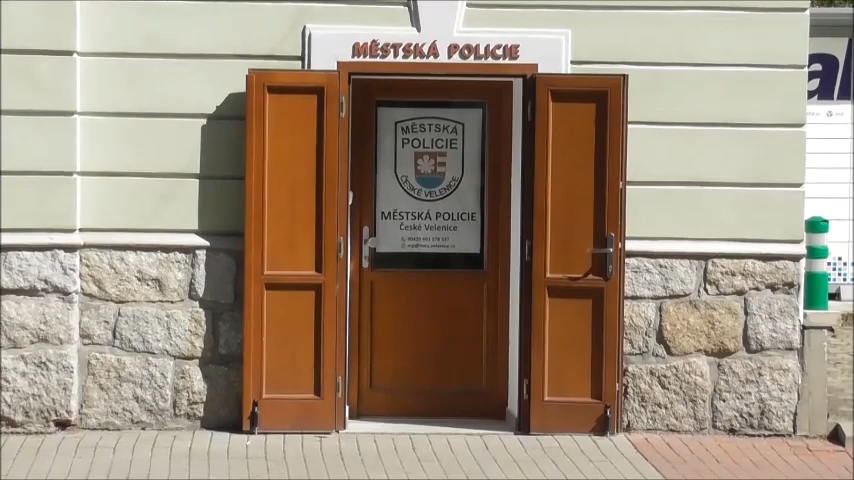 MĚSTSKÁ POLICIE
MĚSTSKÁ
POLICIE
ČESKÉ VELENICE
MĚSTSKÁ POLICIE
České Velenice